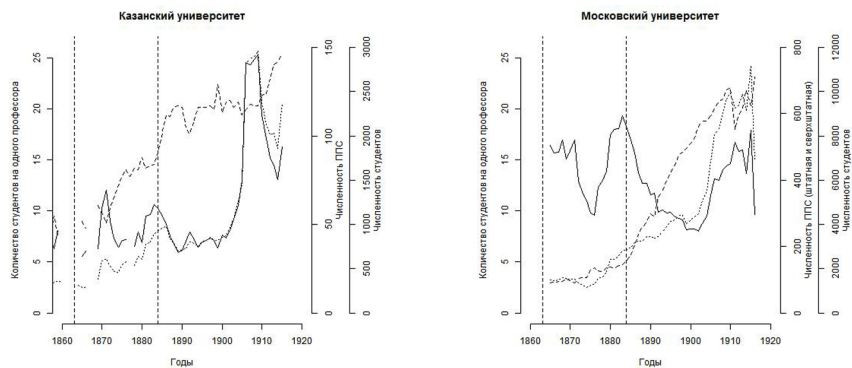 Казанский университет
Количество студентов на одного профессора
0 5 10 15 20 25
0 50 100 150
Численность ППС
0 500 1000 1500 2000 2500 3000
Численность студентов
1860 1870 1880 1890 1900 1910 1920
Годы
Московский университет
Количество студентов на одного профессора
0 5 10 15 20 25
0 200 400 600 800
Численность ППС (штатная и сверхштатная)
0 2000 4000 6000 8000 10000 12000
Численность студентов
1860 1870 1880 1890 1900 1910 1920
Годы